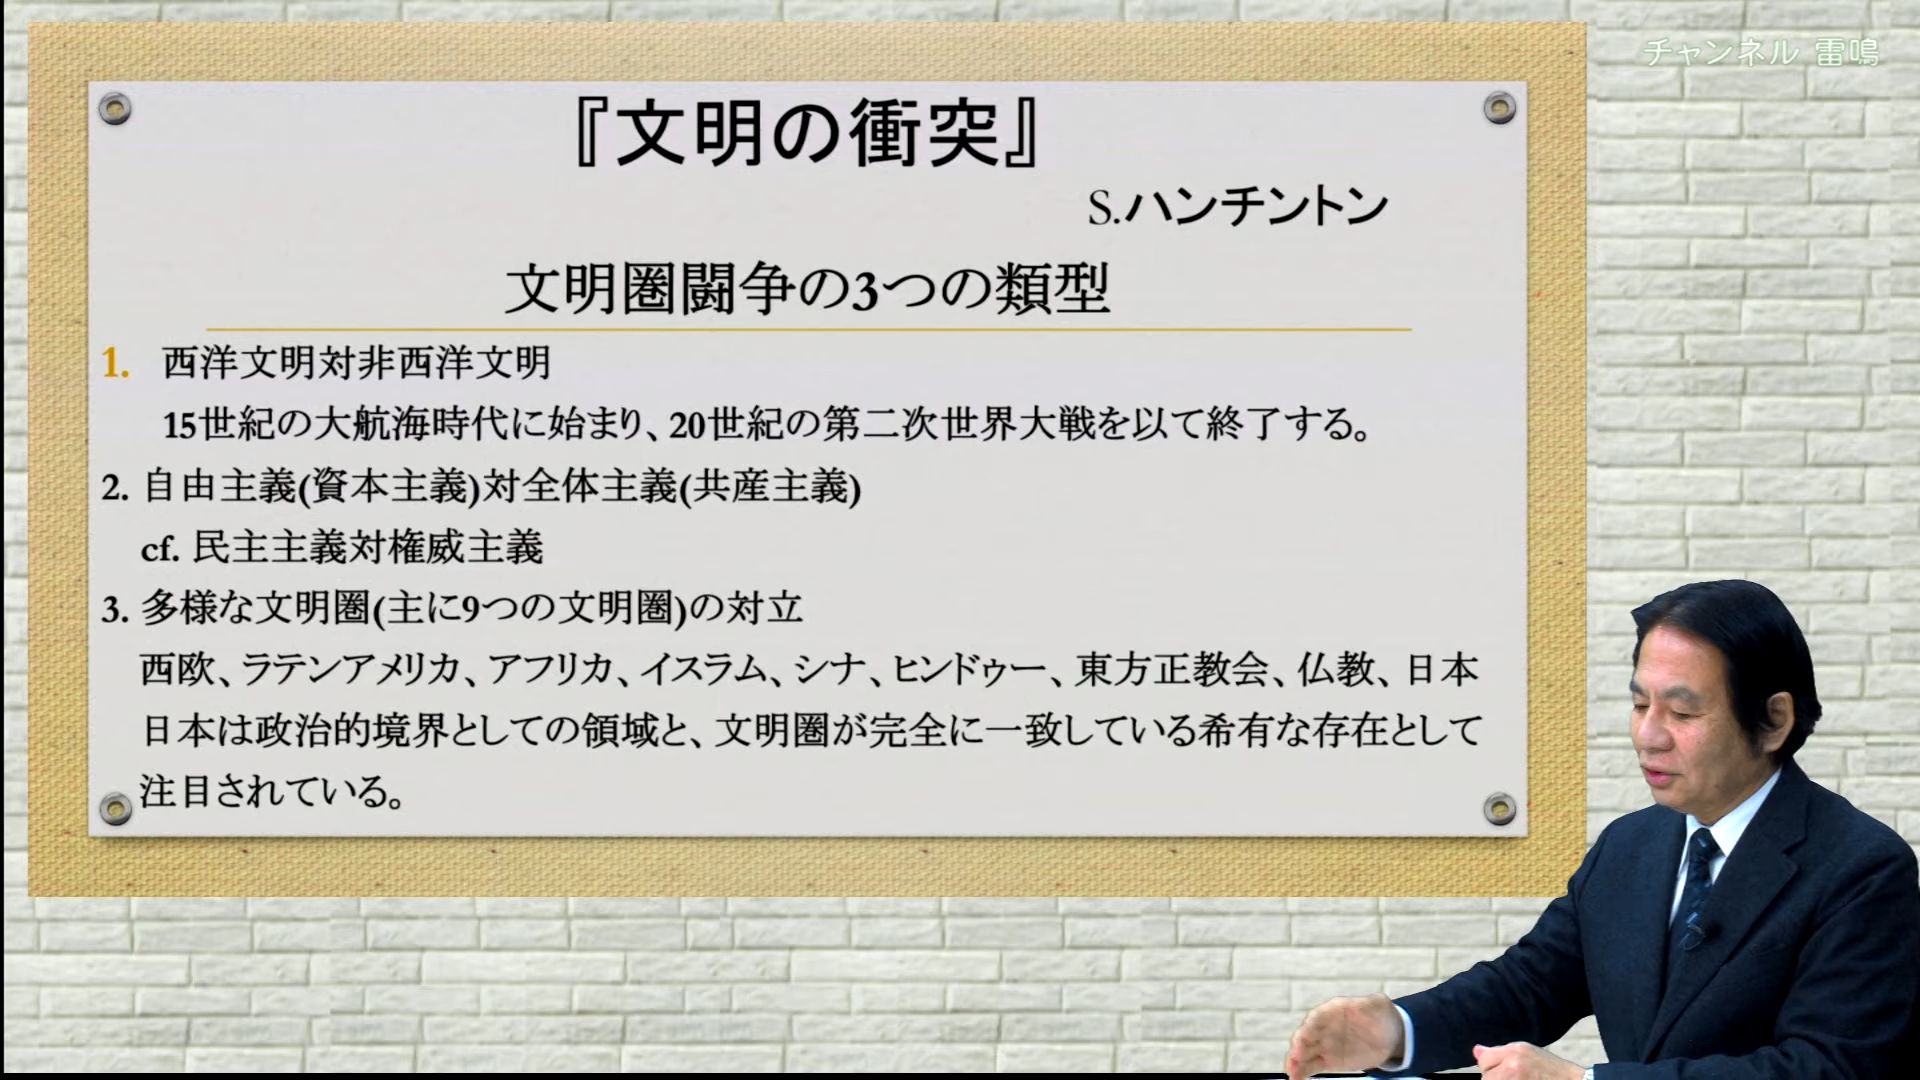 チャンネル 雷鳴
『文明の衝突』
S.ハンチントン
文明圏闘争の3つの類型
1. 西洋文明対非西洋文明
15世紀の大航海時代に始まり、20世紀の第二次世界大戦を以て終了する。
2. 自由主義(資本主義)対全体主義(共産主義)
cf. 民主主義対権威主義
3. 多様な文明圏(主に9つの文明圏)の対立
西欧、ラテンアメリカ、アフリカ、イスラム、シナ、ヒンドゥー、東方正教会、仏教、日本
日本は政治的境界としての領域と、文明圏が完全に一致している希有な存在として
注目されている。